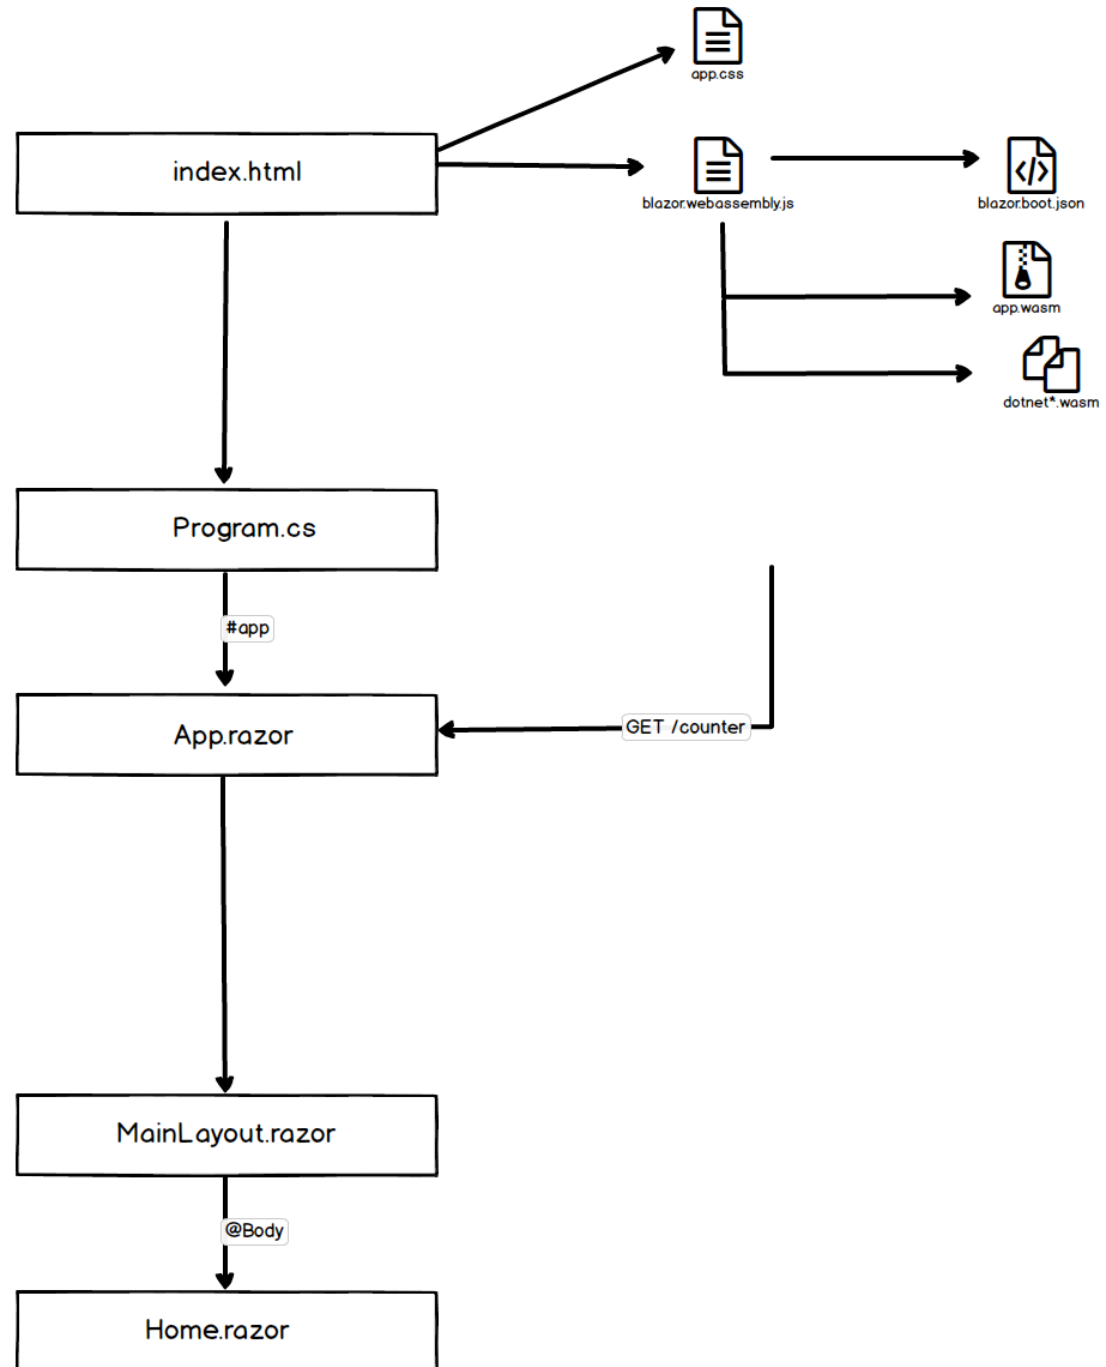 app.css
index.html
blazor.webassembly.js
blazor.boot.json
app.wasm
dotnet*.wasm
Program.cs
#app
App.razor
GET /counter
MainLayout.razor
@Body
Home.razor